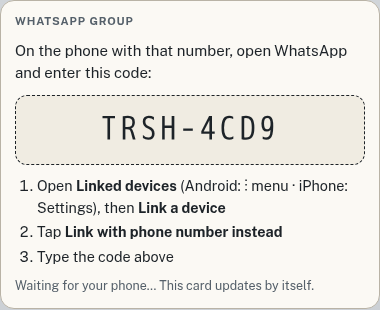 WHATSAPP GROUP
On the phone with that number, open WhatsApp
and enter this code:
TRSH-4CD9
1. Open Linked devices (Android: ⋮ menu · iPhone:
Settings), then Link a device
2. Tap Link with phone number instead
3. Type the code above
Waiting for your phone… This card updates by itself.